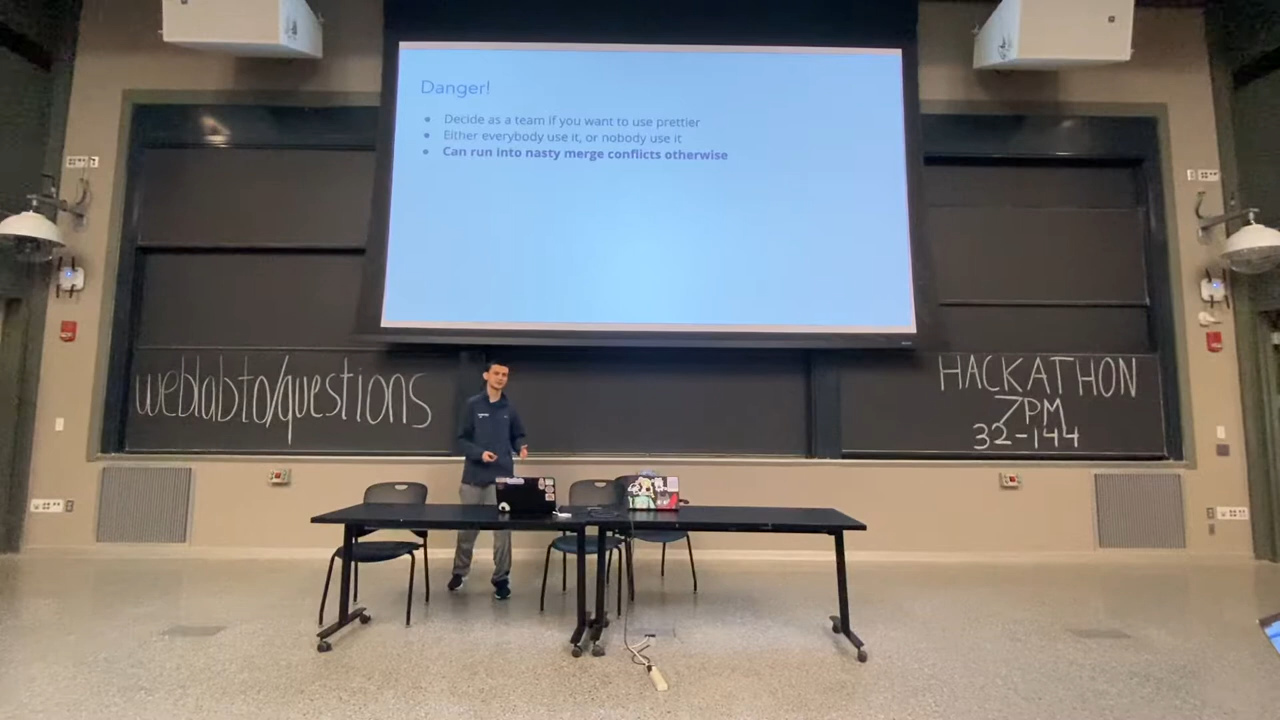 Danger!
● Decide as a team if you want to use prettier
● Either everybody use it, or nobody use it
● Can run into nasty merge conflicts otherwise
weblab.to/questions
HACKATHON
7PM
32-144